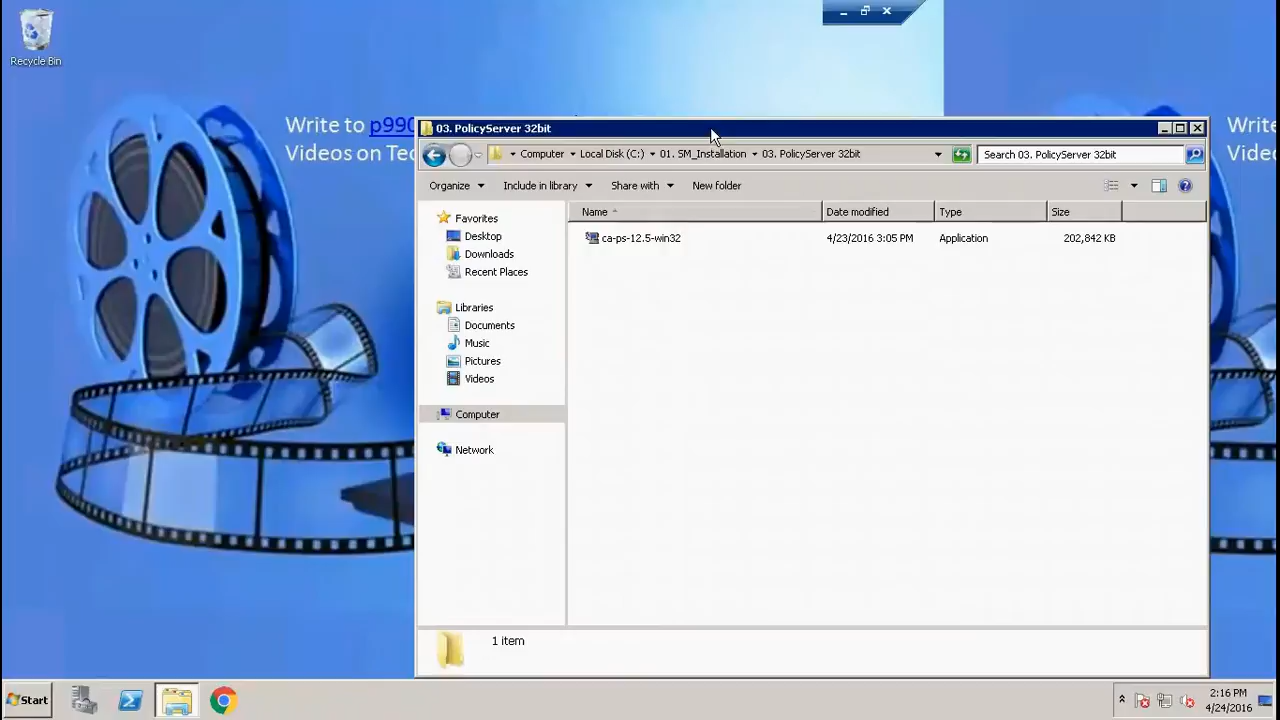 Recycle Bin
Write to p990
Videos on Tec
Write
Video
03. PolicyServer 32bit
Computer Local Disk (C:) 01. SM_Installation 03. PolicyServer 32bit
Search 03. PolicyServer 32bit
Organize Include in library Share with New folder
Name Date modified Type Size
ca-ps-12.5-win32 4/23/2016 3:05 PM Application 202,842 KB
Favorites
Desktop
Downloads
Recent Places
Libraries
Documents
Music
Pictures
Videos
Computer
Network
1 item
Start
2:16 PM
4/24/2016